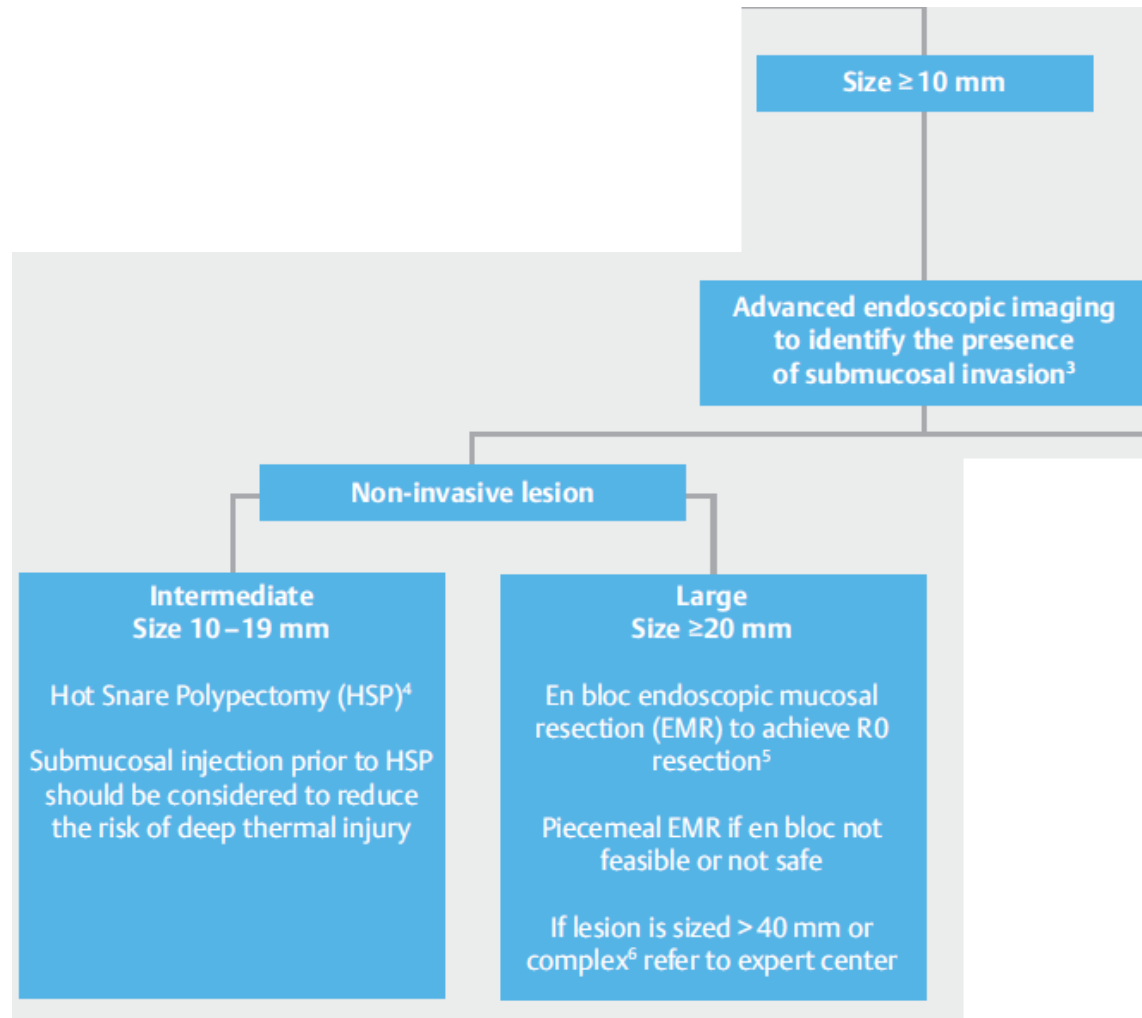 Size ≥ 10 mm
Advanced endoscopic imaging
to identify the presence
of submucosal invasion³
Non-invasive lesion
Intermediate
Size 10–19 mm
Hot Snare Polypectomy (HSP)⁴
Submucosal injection prior to HSP
should be considered to reduce
the risk of deep thermal injury
Large
Size ≥20 mm
En bloc endoscopic mucosal
resection (EMR) to achieve R0
resection⁵
Piecemeal EMR if en bloc not
feasible or not safe
If lesion is sized > 40 mm or
complex⁶ refer to expert center